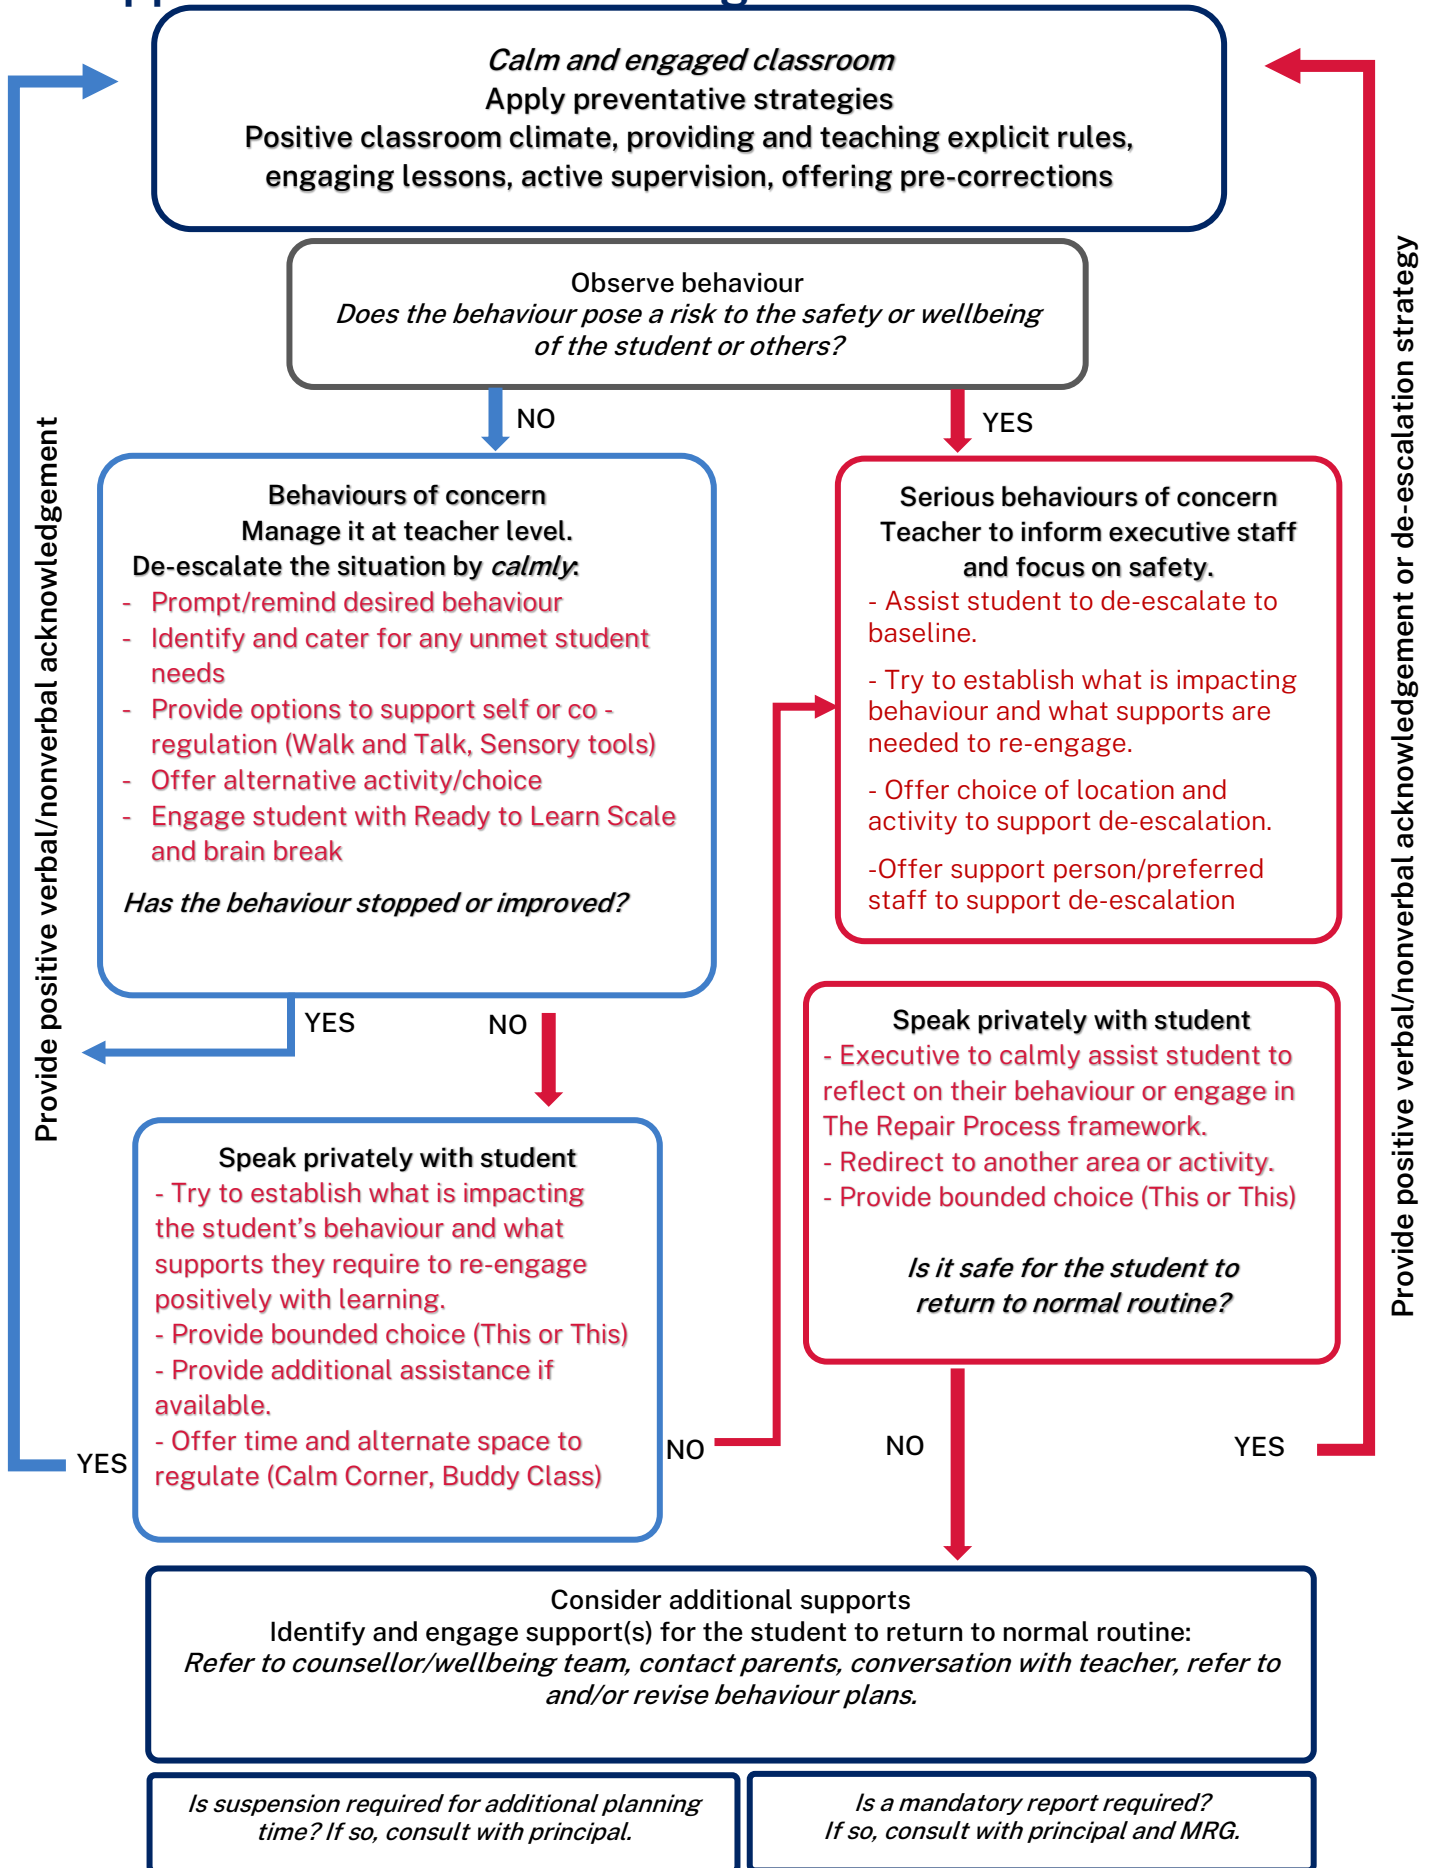 Calm and engaged classroom
Apply preventative strategies
Positive classroom climate, providing and teaching explicit rules,
engaging lessons, active supervision, offering pre-corrections
Observe behaviour
Does the behaviour pose a risk to the safety or wellbeing
of the student or others?
NO
YES
Behaviours of concern
Manage it at teacher level.
De-escalate the situation by calmly:
- Prompt/remind desired behaviour
- Identify and cater for any unmet student
needs
- Provide options to support self or co -
regulation (Walk and Talk, Sensory tools)
- Offer alternative activity/choice
- Engage student with Ready to Learn Scale
and brain break
Has the behaviour stopped or improved?
Serious behaviours of concern
Teacher to inform executive staff
and focus on safety.
- Assist student to de-escalate to
baseline.
- Try to establish what is impacting
behaviour and what supports are
needed to re-engage.
- Offer choice of location and
activity to support de-escalation.
-Offer support person/preferred
staff to support de-escalation
YES
NO
Speak privately with student
- Try to establish what is impacting
the student's behaviour and what
supports they require to re-engage
positively with learning.
- Provide bounded choice (This or This)
- Provide additional assistance if
available.
- Offer time and alternate space to
regulate (Calm Corner, Buddy Class)
YES
NO
Speak privately with student
- Executive to calmly assist student to
reflect on their behaviour or engage in
The Repair Process framework.
- Redirect to another area or activity.
- Provide bounded choice (This or This)
Is it safe for the student to
return to normal routine?
NO
YES
Provide positive verbal/nonverbal acknowledgement
Provide positive verbal/nonverbal acknowledgement or de-escalation strategy
Consider additional supports
Identify and engage support(s) for the student to return to normal routine:
Refer to counsellor/wellbeing team, contact parents, conversation with teacher, refer to
and/or revise behaviour plans.
Is suspension required for additional planning
time? If so, consult with principal.
Is a mandatory report required?
If so, consult with principal and MRG.